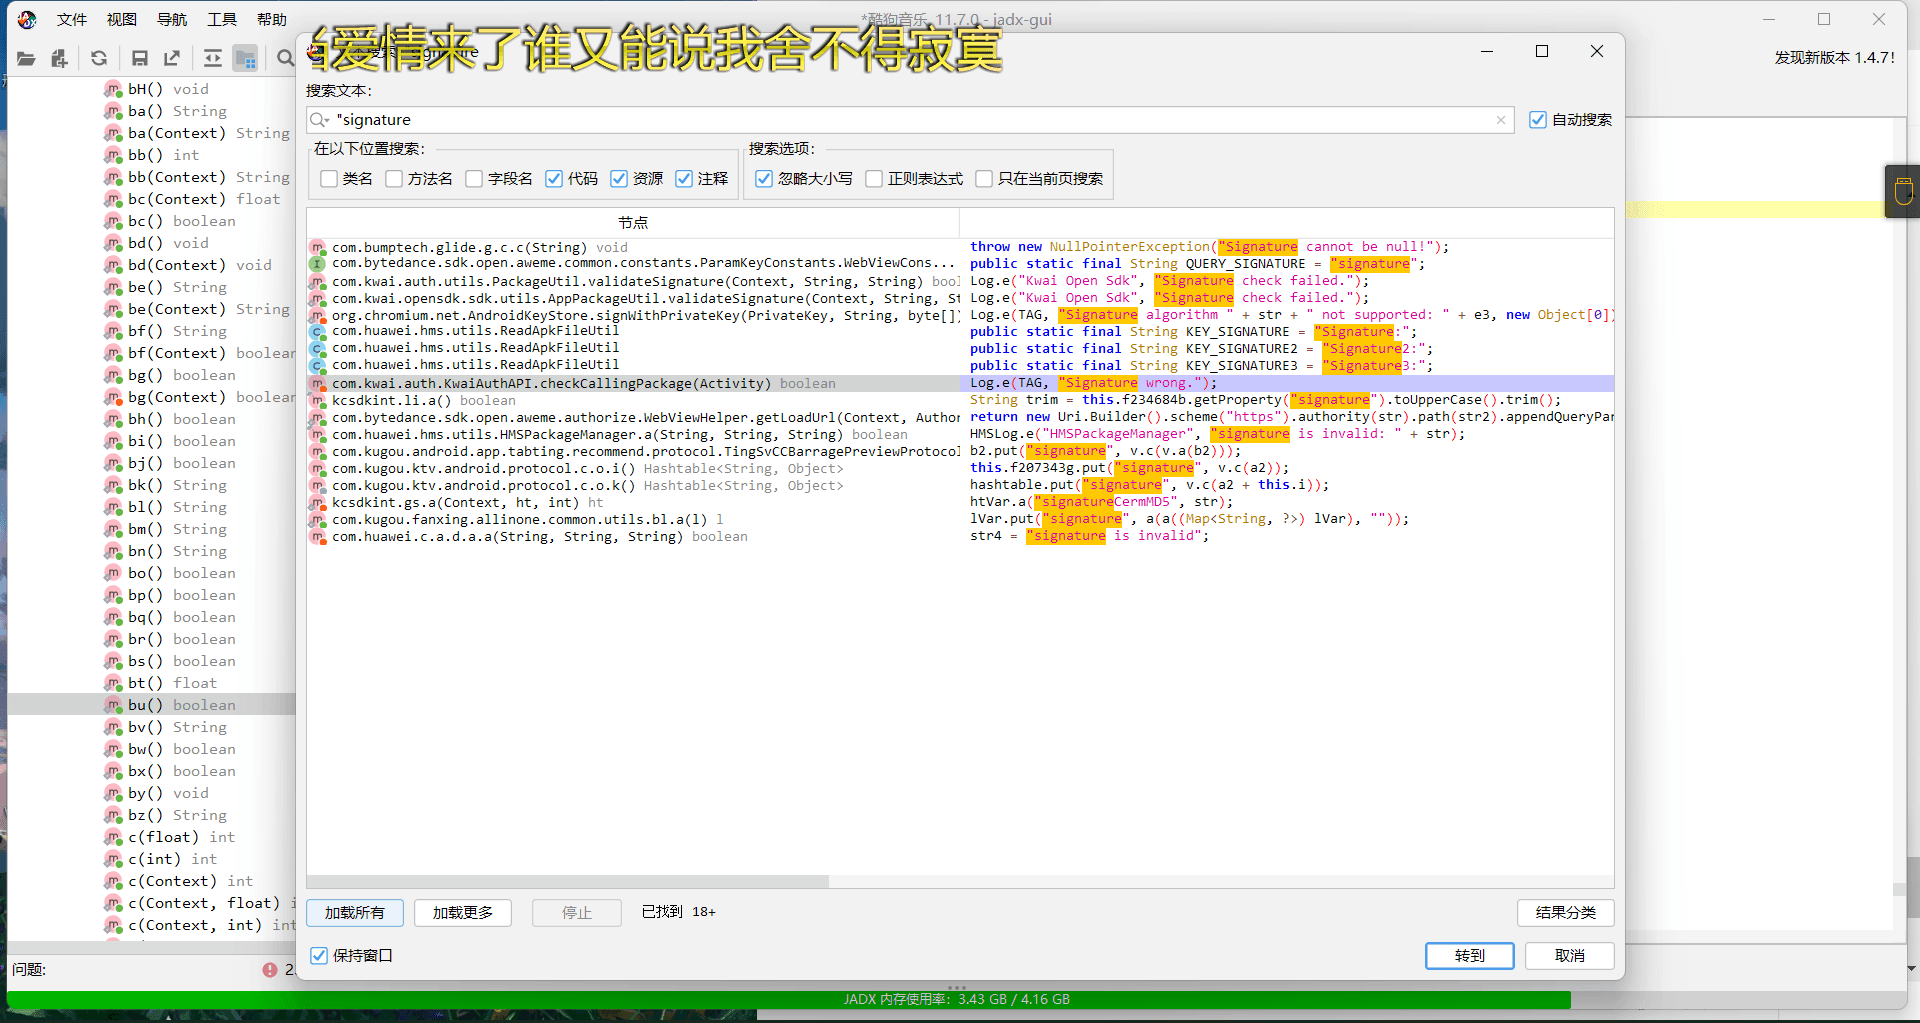 文件 视图 导航 工具 帮助
*酷狗音乐_11.7.0 - jadx-gui
爱情来了谁又能说我舍不得寂寞
发现新版本 1.4.7!
bH() void
ba() String
ba(Context) String
bb() int
bb(Context) String
bc(Context) float
bc() boolean
bd() void
bd(Context) void
be() String
be(Context) String
bf() String
bf(Context) boolean
bg() boolean
bg(Context) boolean
bh() boolean
bi() boolean
bj() boolean
bk() String
bl() String
bm() String
bn() String
bo() boolean
bp() boolean
bq() boolean
br() boolean
bs() boolean
bt() float
bu() boolean
bv() String
bw() boolean
bx() boolean
by() void
bz() String
c(float) int
c(int) int
c(Context) int
c(Context, float) i
c(Context, int) int
问题:
2
搜索文本:
"signature
自动搜索
在以下位置搜索:
类名 方法名 字段名 代码 资源 注释
搜索选项:
忽略大小写 正则表达式 只在当前页搜索
节点
com.bumptech.glide.g.c.c(String) void throw new NullPointerException("Signature cannot be null!");
com.bytedance.sdk.open.aweme.common.constants.ParamKeyConstants.WebViewCons... public static final String QUERY_SIGNATURE = "signature";
com.kwai.auth.utils.PackageUtil.validateSignature(Context, String, String) bool Log.e("Kwai Open Sdk", "Signature check failed.");
com.kwai.opensdk.sdk.utils.AppPackageUtil.validateSignature(Context, String, St Log.e("Kwai Open Sdk", "Signature check failed.");
org.chromium.net.AndroidKeyStore.signWithPrivateKey(PrivateKey, String, byte[]) Log.e(TAG, "Signature algorithm " + str + " not supported: " + e3, new Object[0])
com.huawei.hms.utils.ReadApkFileUtil public static final String KEY_SIGNATURE = "Signature:";
com.huawei.hms.utils.ReadApkFileUtil public static final String KEY_SIGNATURE2 = "Signature2:";
com.huawei.hms.utils.ReadApkFileUtil public static final String KEY_SIGNATURE3 = "Signature3:";
com.kwai.auth.KwaiAuthAPI.checkCallingPackage(Activity) boolean Log.e(TAG, "Signature wrong.");
kcsdkint.li.a() boolean String trim = this.f234684b.getProperty("signature").toUpperCase().trim();
com.bytedance.sdk.open.aweme.authorize.WebViewHelper.getLoadUrl(Context, Author return new Uri.Builder().scheme("https").authority(str).path(str2).appendQueryPar
com.huawei.hms.utils.HMSPackageManager.a(String, String, String) boolean HMSLog.e("HMSPackageManager", "signature is invalid: " + str);
com.kugou.android.app.tabting.recommend.protocol.TingSvCCBarragePreviewProtocol b2.put("signature", v.c(v.a(b2)));
com.kugou.ktv.android.protocol.c.o.i() Hashtable<String, Object> this.f207343g.put("signature", v.c(a2));
com.kugou.ktv.android.protocol.c.o.k() Hashtable<String, Object> hashtable.put("signature", v.c(a2 + this.i));
kcsdkint.gs.a(Context, ht, int) ht htVar.a("signatureCermMD5", str);
com.kugou.fanxing.allinone.common.utils.bl.a(l) l lVar.put("signature", a(a((Map<String, ?>) lVar), ""));
com.huawei.c.a.d.a.a(String, String, String) boolean str4 = "signature is invalid";
加载所有 加载更多 停止 已找到 18+ 结果分类
保持窗口 转到 取消
JADX 内存使用率: 3.43 GB / 4.16 GB